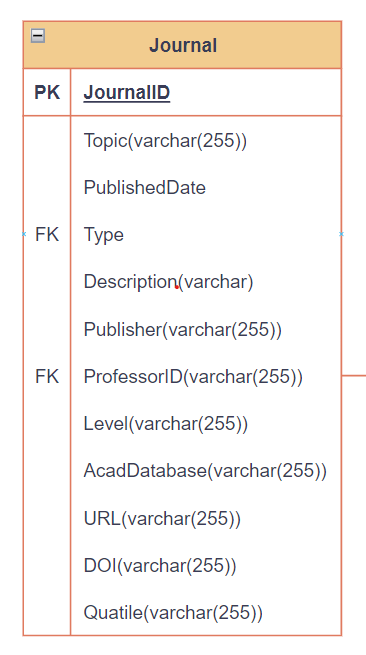 Journal
PK JournalID
Topic(varchar(255))
PublishedDate
FK Type
Description(varchar)
Publisher(varchar(255))
FK ProfessorID(varchar(255))
Level(varchar(255))
AcadDatabase(varchar(255))
URL(varchar(255))
DOI(varchar(255))
Quatile(varchar(255))